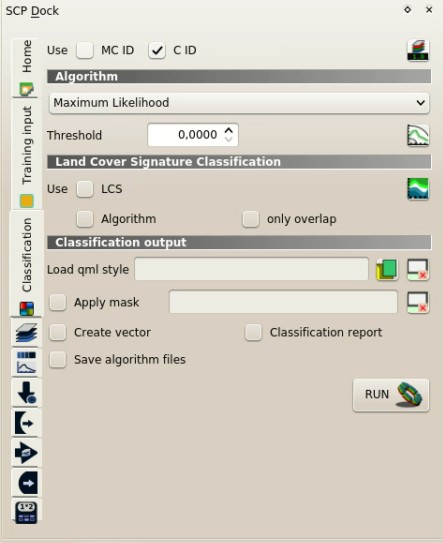 SCP Dock
Home
Training input
Classification
Use MC ID C ID
Algorithm
Maximum Likelihood
Threshold 0,0000
Land Cover Signature Classification
Use LCS
Algorithm only overlap
Classification output
Load qml style
Apply mask
Create vector Classification report
Save algorithm files
RUN